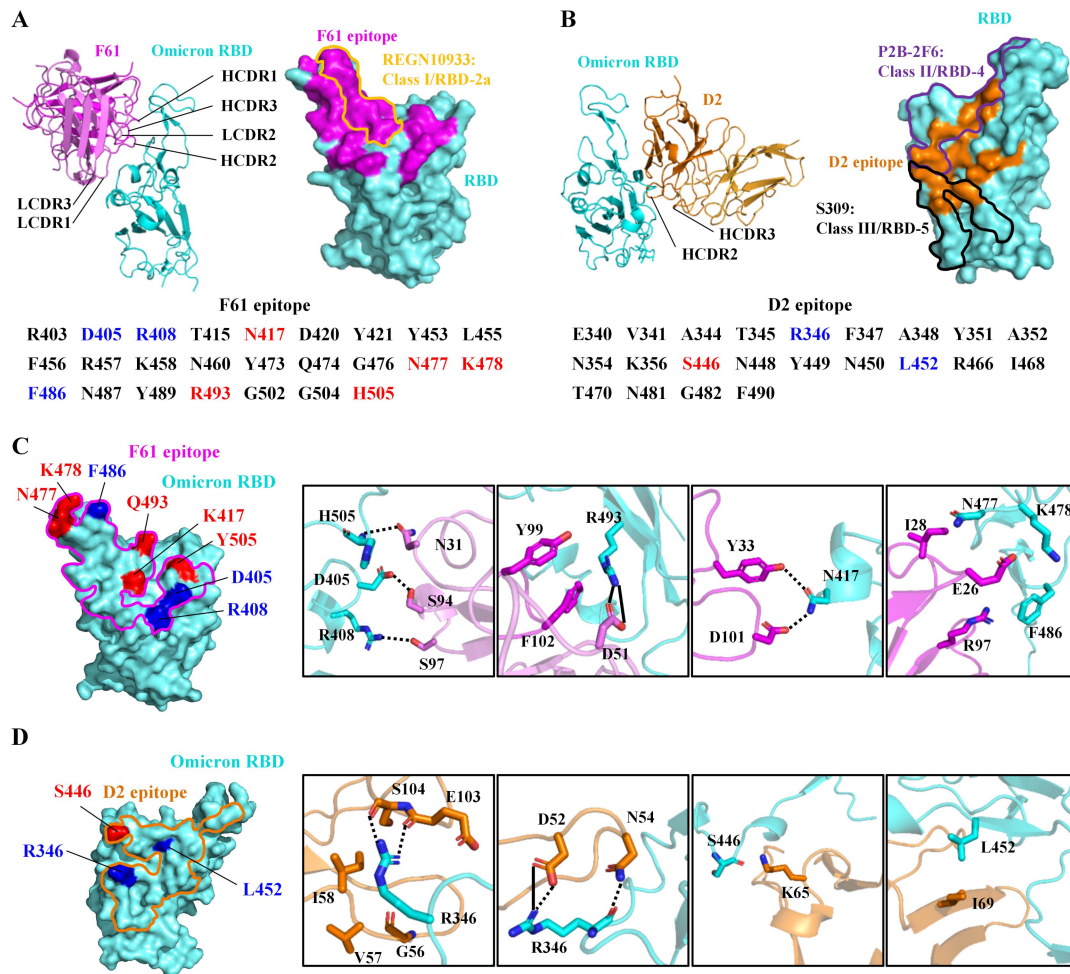 A
F61
Omicron RBD
HCDR1
HCDR3
LCDR2
HCDR2
LCDR3
LCDR1
F61 epitope
REGN10933:
Class I/RBD-2a
RBD
F61 epitope
R403 D405 R408 T415 N417 D420 Y421 Y453 L455
F456 R457 K458 N460 Y473 Q474 G476 N477 K478
F486 N487 Y489 R493 G502 G504 H505
B
Omicron RBD
D2
HCDR3
HCDR2
RBD
P2B-2F6:
Class II/RBD-4
D2 epitope
S309:
Class III/RBD-5
D2 epitope
E340 V341 A344 T345 R346 F347 A348 Y351 A352
N354 K356 S446 N448 Y449 N450 L452 R466 I468
T470 N481 G482 F490
C
F61 epitope
K478 F486 Omicron RBD
N477
Q493
K417
Y505
D405
R408
H505
N31
D405
S94
R408
S97
Y99
R493
F102
D51
Y33
N417
D101
N477
K478
I28
E26
F486
R97
D
Omicron RBD
S446 D2 epitope
R346
L452
S104
E103
I58
R346
V57
G56
D52
N54
R346
S446
K65
L452
I69